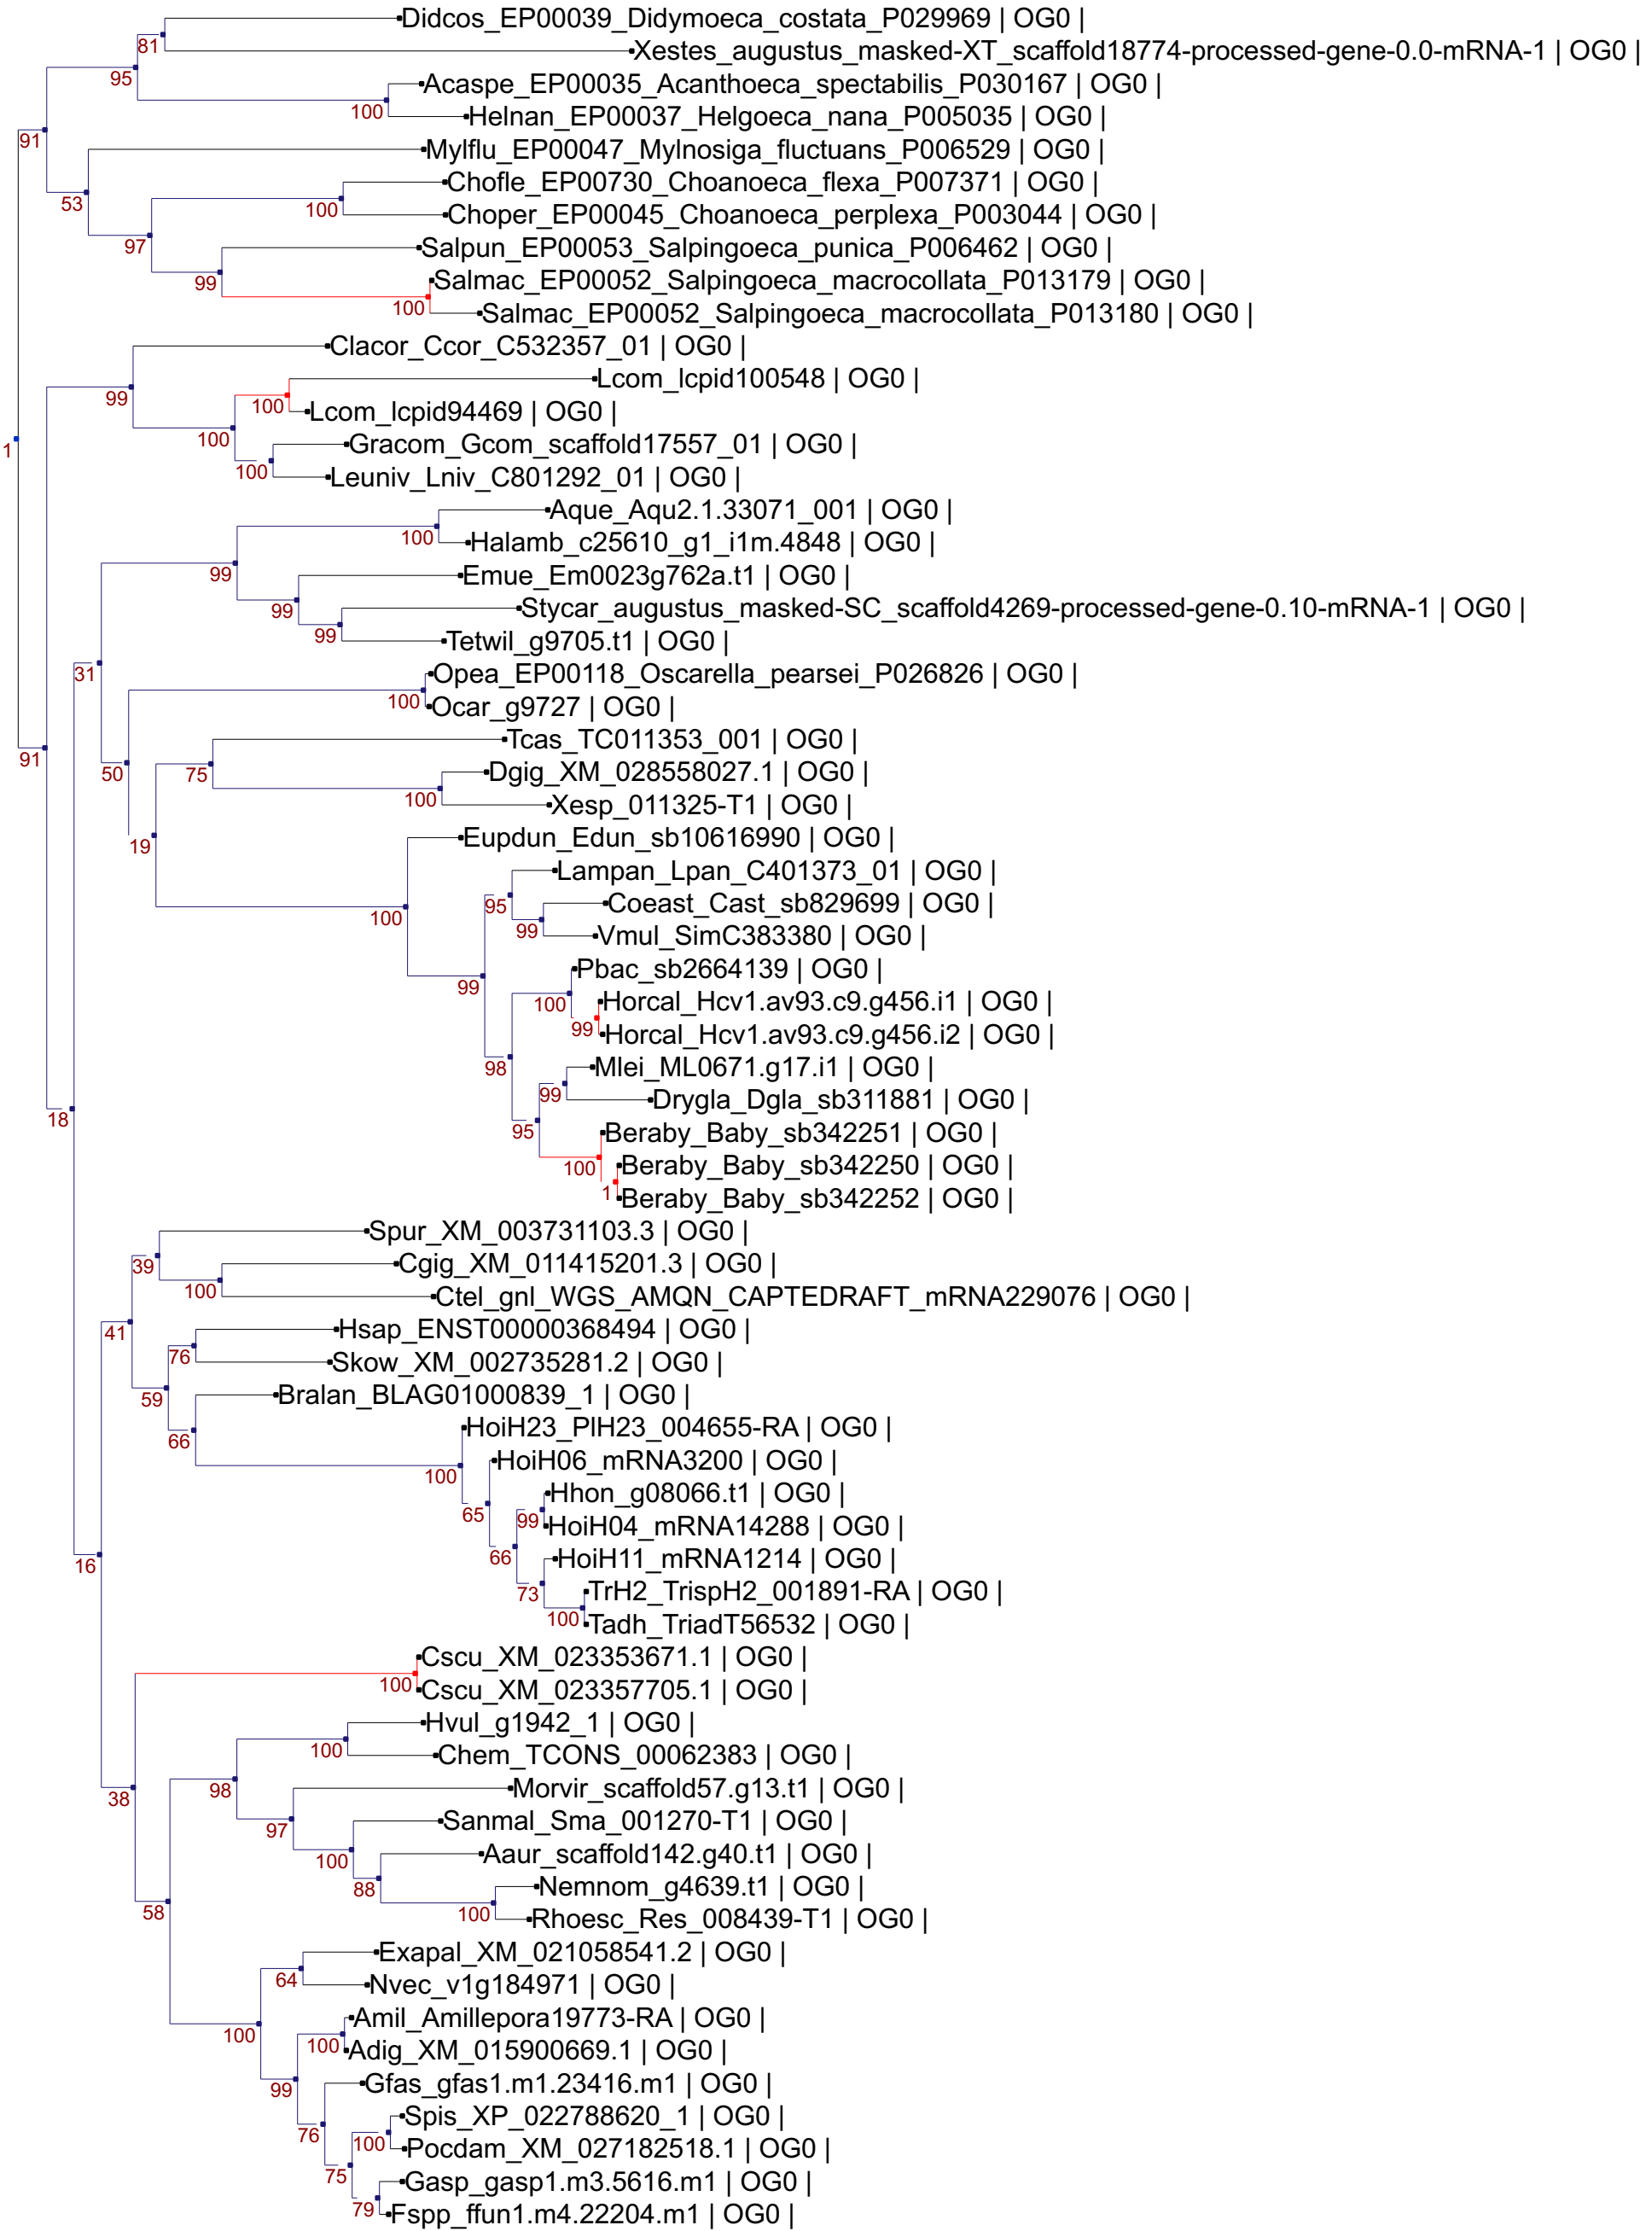 Didcos_EP00039_Didymoeca_costata_P029969 | OG0 |
81
Xestes_augustus_masked-XT_scaffold18774-processed-gene-0.0-mRNA-1 | OG0 |
95
Acaspe_EP00035_Acanthoeca_spectabilis_P030167 | OG0 |
100
Helnan_EP00037_Helgoeca_nana_P005035 | OG0 |
91
Mylflu_EP00047_Mylnosiga_fluctuans_P006529 | OG0 |
Chofle_EP00730_Choanoeca_flexa_P007371 | OG0 |
53
100
Choper_EP00045_Choanoeca_perplexa_P003044 | OG0 |
97
Salpun_EP00053_Salpingoeca_punica_P006462 | OG0 |
99
Salmac_EP00052_Salpingoeca_macrocollata_P013179 | OG0 |
100
Salmac_EP00052_Salpingoeca_macrocollata_P013180 | OG0 |
Clacor_Ccor_C532357_01 | OG0 |
Lcom_lcpid100548 | OG0 |
99
100
Lcom_lcpid94469 | OG0 |
100
1
Gracom_Gcom_scaffold17557_01 | OG0 |
100
Leuniv_Lniv_C801292_01 | OG0 |
Aque_Aqu2.1.33071_001 | OG0 |
100
Halamb_c25610_g1_i1m.4848 | OG0 |
99
Emue_Em0023g762a.t1 | OG0 |
99
Stycar_augustus_masked-SC_scaffold4269-processed-gene-0.10-mRNA-1 | OG0 |
99
Tetwil_g9705.t1 | OG0 |
31
Opea_EP00118_Oscarella_pearsei_P026826 | OG0 |
100
Ocar_g9727 | OG0 |
Tcas_TC011353_001 | OG0 |
91
50
75
Dgig_XM_028558027.1 | OG0 |
100
Xesp_011325-T1 | OG0 |
19
Eupdun_Edun_sb10616990 | OG0 |
Lampan_Lpan_C401373_01 | OG0 |
95
Coeast_Cast_sb829699 | OG0 |
100
99
Vmul_SimC383380 | OG0 |
Pbac_sb2664139 | OG0 |
99
100
Horcal_Hcv1.av93.c9.g456.i1 | OG0 |
99
Horcal_Hcv1.av93.c9.g456.i2 | OG0 |
98
Mlei_ML0671.g17.i1 | OG0 |
99
Drygla_Dgla_sb311881 | OG0 |
18
95
Beraby_Baby_sb342251 | OG0 |
100
Beraby_Baby_sb342250 | OG0 |
1
Beraby_Baby_sb342252 | OG0 |
Spur_XM_003731103.3 | OG0 |
39
Cgig_XM_011415201.3 | OG0 |
100
Ctel_gnl_WGS_AMQN_CAPTEDRAFT_mRNA229076 | OG0 |
41
Hsap_ENST00000368494 | OG0 |
76
Skow_XM_002735281.2 | OG0 |
59
Bralan_BLAG01000839_1 | OG0 |
66
HoiH23_PlH23_004655-RA | OG0 |
100
HoiH06_mRNA3200 | OG0 |
65
Hhon_g08066.t1 | OG0 |
99
HoiH04_mRNA14288 | OG0 |
66
16
HoiH11_mRNA1214 | OG0 |
73
TrH2_TrispH2_001891-RA | OG0 |
100
Tadh_TriadT56532 | OG0 |
Cscu_XM_023353671.1 | OG0 |
100
Cscu_XM_023357705.1 | OG0 |
Hvul_g1942_1 | OG0 |
100
Chem_TCONS_00062383 | OG0 |
38
98
Morvir_scaffold57.g13.t1 | OG0 |
97
Sanmal_Sma_001270-T1 | OG0 |
100
Aaur_scaffold142.g40.t1 | OG0 |
88
Nemnom_g4639.t1 | OG0 |
58
100
Rhoesc_Res_008439-T1 | OG0 |
Exapal_XM_021058541.2 | OG0 |
64
Nvec_v1g184971 | OG0 |
Amil_Amillepora19773-RA | OG0 |
100
100
Adig_XM_015900669.1 | OG0 |
99
Gfas_gfas1.m1.23416.m1 | OG0 |
Spis_XP_022788620_1 | OG0 |
76
100
Pocdam_XM_027182518.1 | OG0 |
75
Gasp_gasp1.m3.5616.m1 | OG0 |
79
Fspp_ffun1.m4.22204.m1 | OG0 |